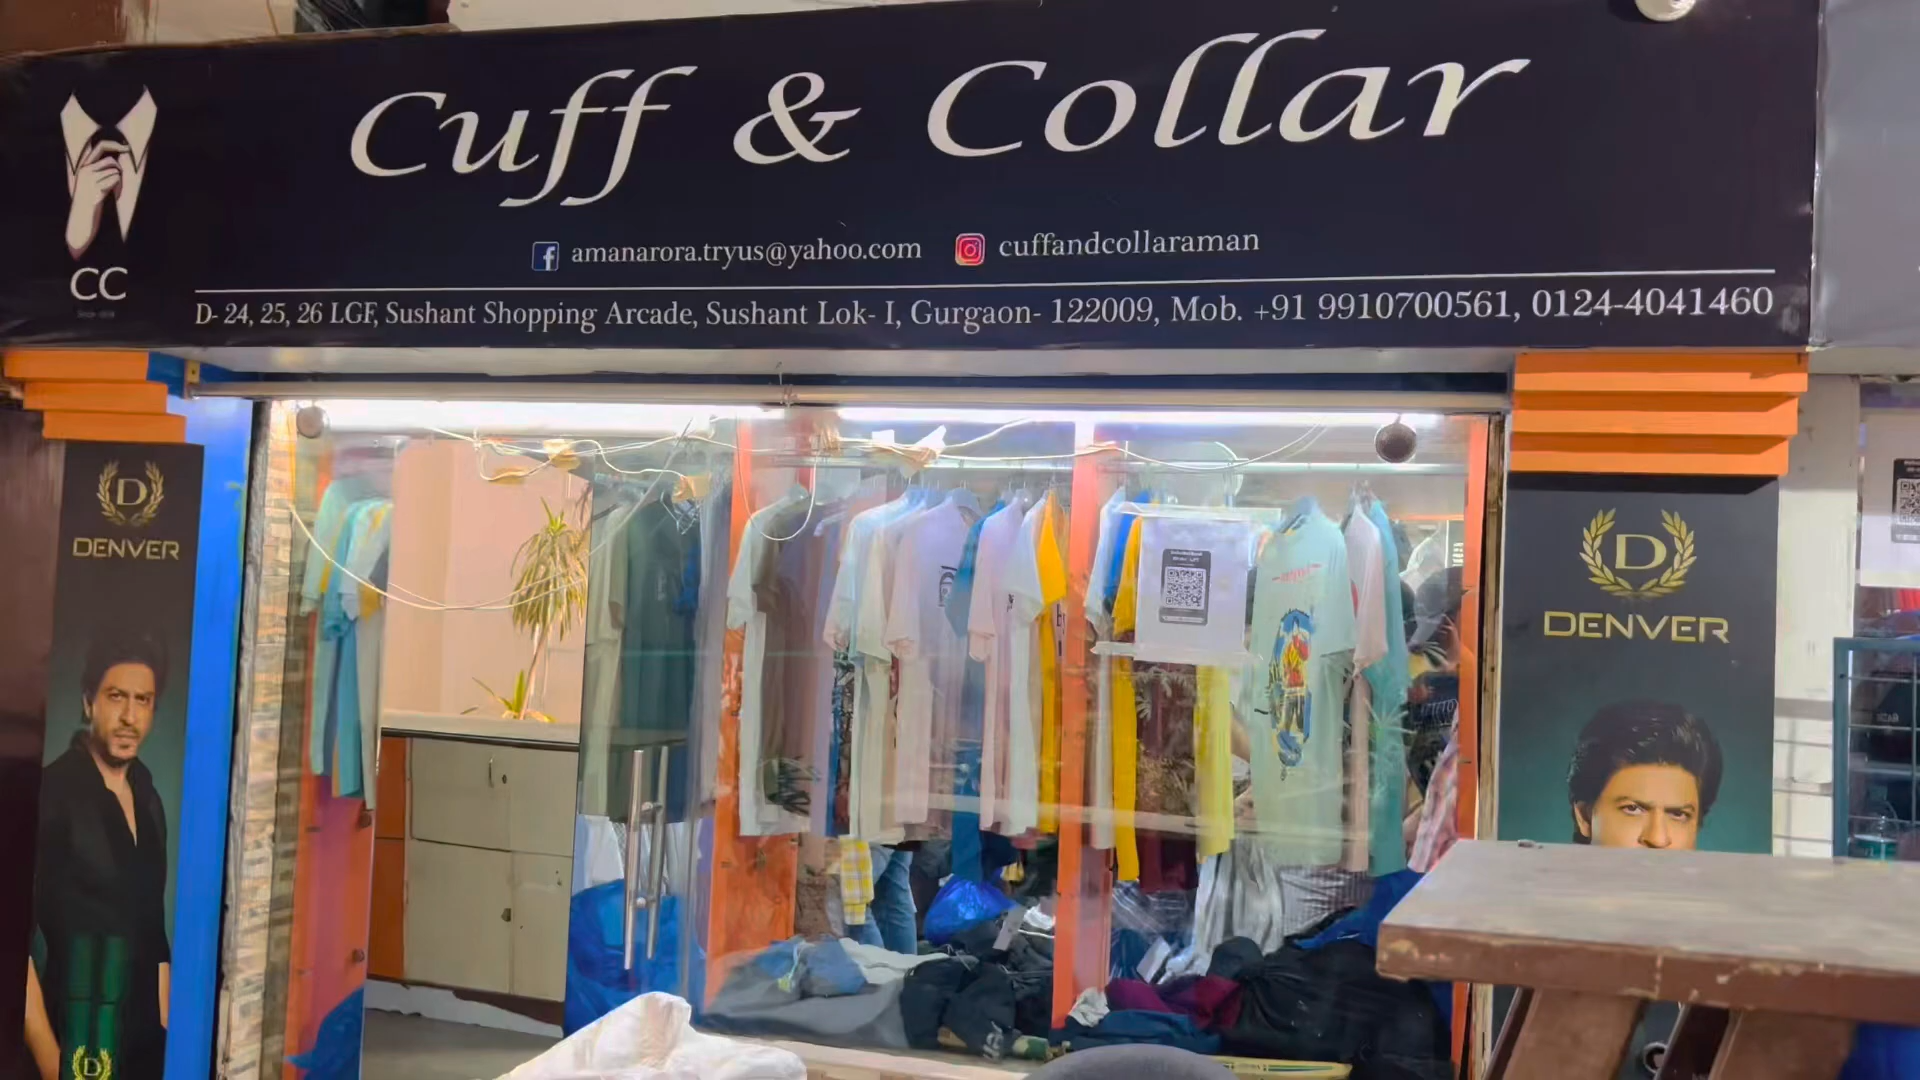 Cuff & Collar
amanarora.tryus@yahoo.com cuffandcollaraman
CC
D- 24, 25, 26 LGF, Sushant Shopping Arcade, Sushant Lok- I, Gurgaon- 122009, Mob. +91 9910700561, 0124-4041460
D
DENVER
D
DENVER
D